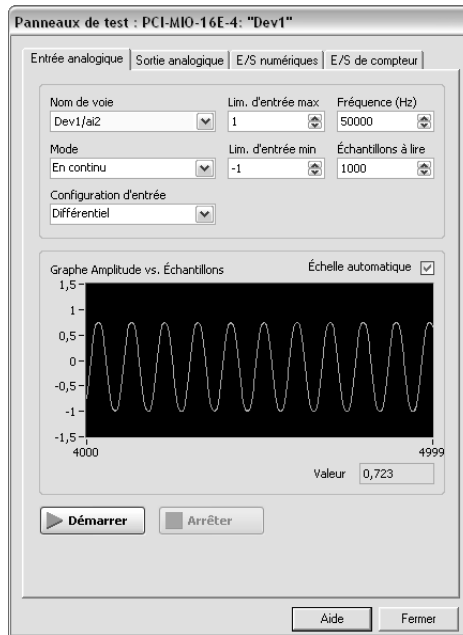 Panneaux de test : PCI-MIO-16E-4: "Dev1"
Entrée analogique Sortie analogique E/S numériques E/S de compteur
Nom de voie Lim. d'entrée max Fréquence (Hz)
Dev1/ai2 1 50000
Mode Lim. d'entrée min Échantillons à lire
En continu -1 1000
Configuration d'entrée
Différentiel
Graphe Amplitude vs. Échantillons Échelle automatique
1,5
1
0,5
0
-0,5
-1
-1,5
4000 4999
Valeur 0,723
Démarrer Arrêter
Aide Fermer